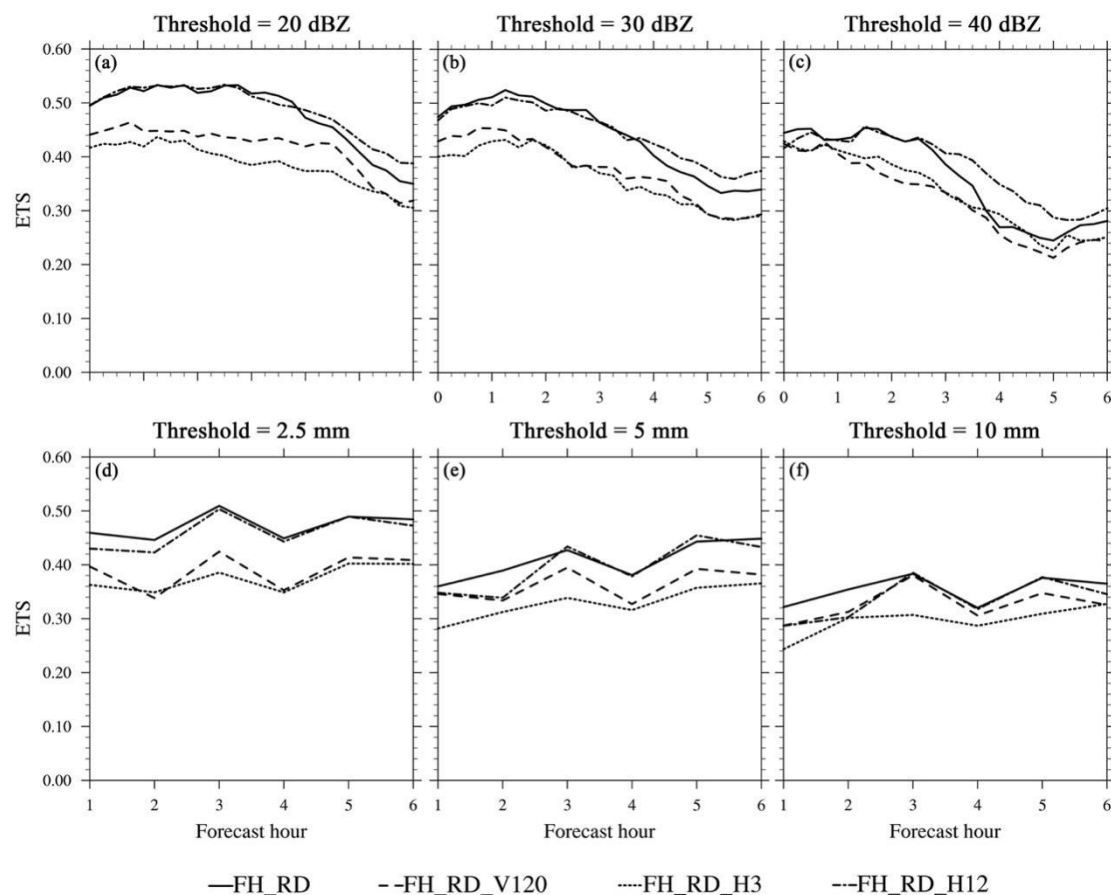 Threshold = 20 dBZ Threshold = 30 dBZ Threshold = 40 dBZ
(a) (b) (c)
0.60
0.50
0.40
0.30
0.20
0.10
0.00
ETS
0 1 2 3 4 5 6 0 1 2 3 4 5 6
Threshold = 2.5 mm Threshold = 5 mm Threshold = 10 mm
(d) (e) (f)
0.60
0.50
0.40
0.30
0.20
0.10
0.00
ETS
1 2 3 4 5 6 1 2 3 4 5 6 1 2 3 4 5 6
Forecast hour Forecast hour Forecast hour
FH_RD FH_RD_V120 FH_RD_H3 FH_RD_H12